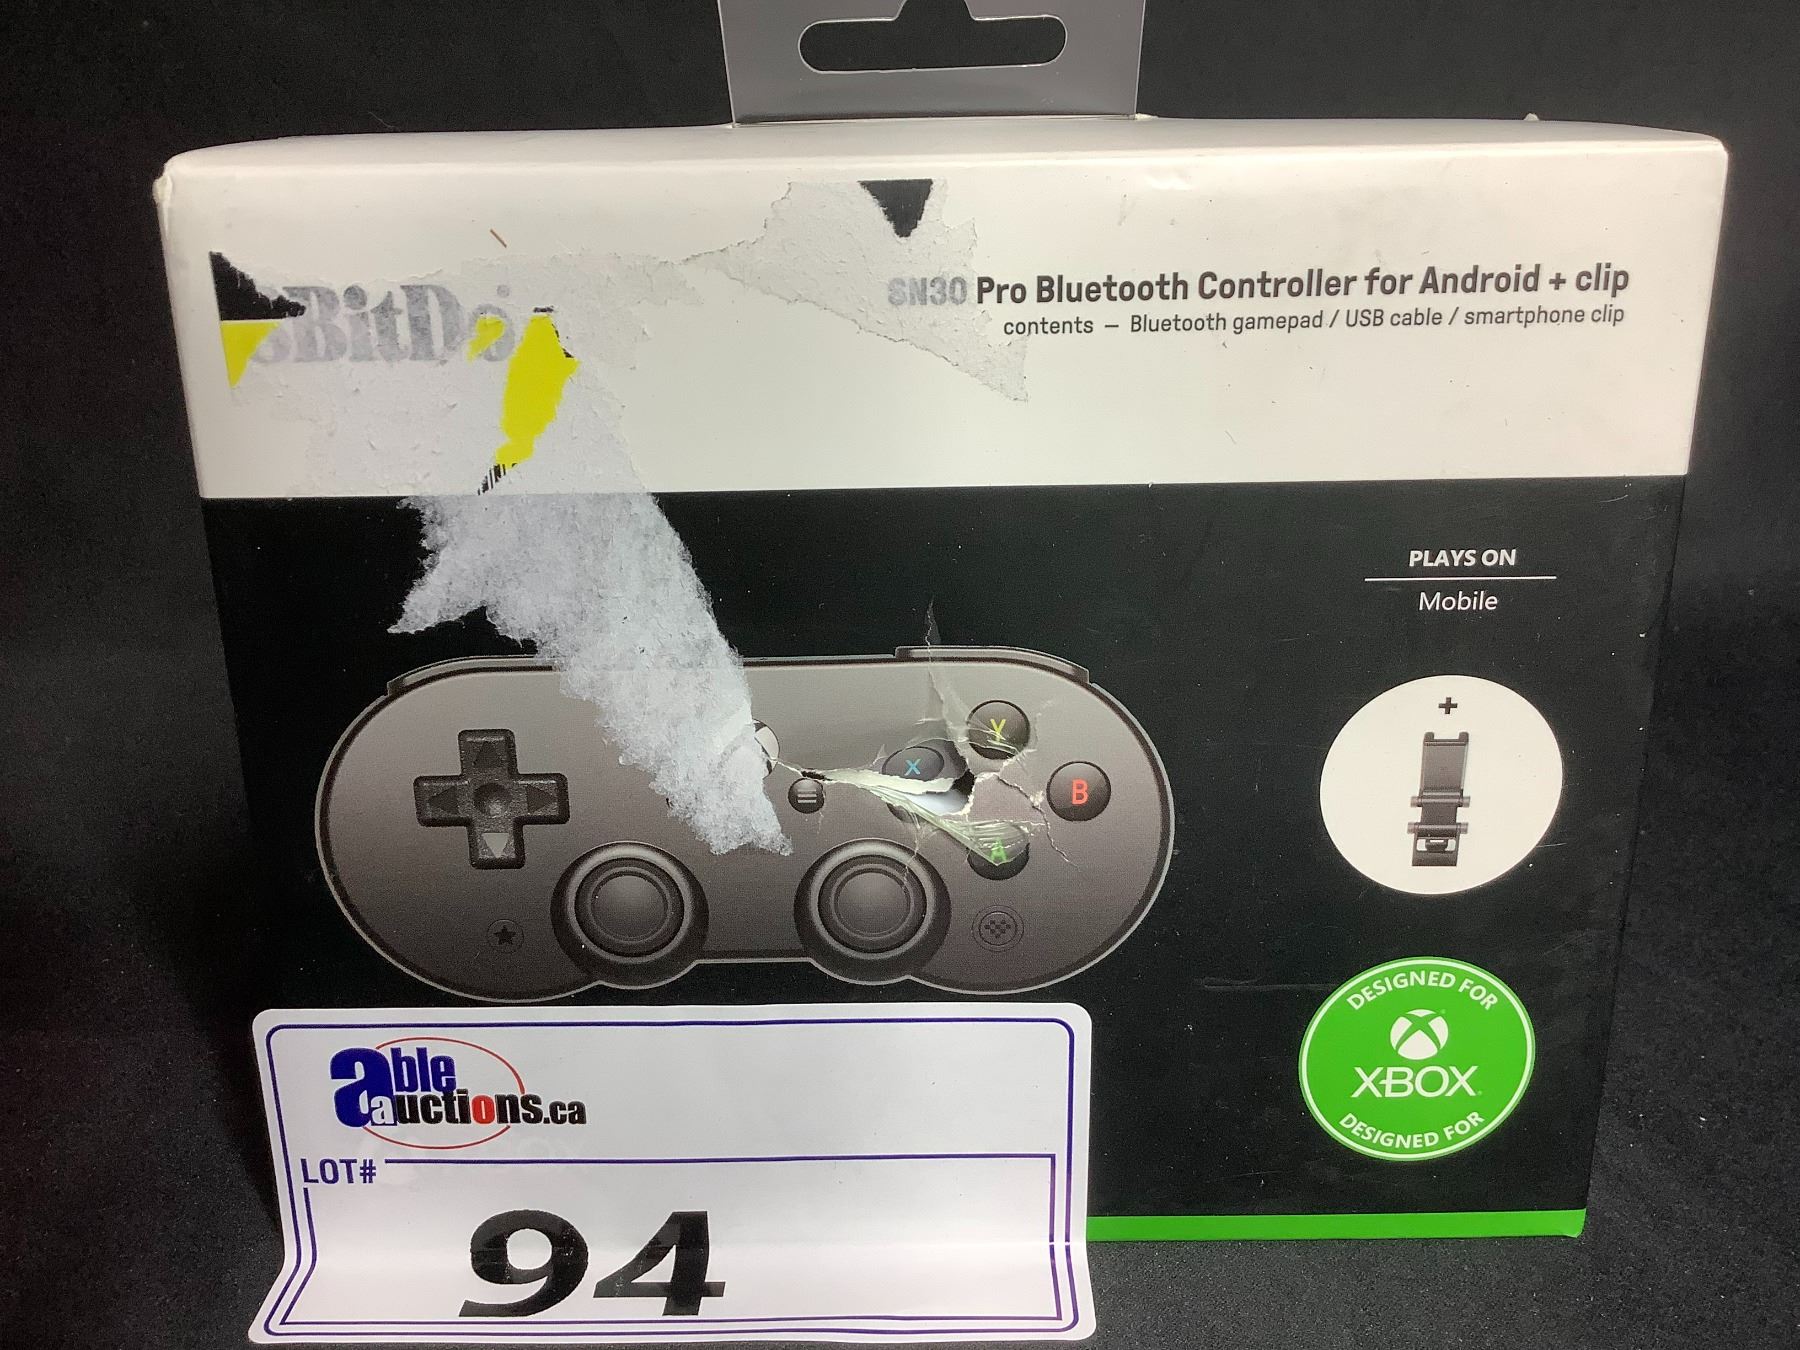 8BitDo
SN30 Pro Bluetooth Controller for Android + clip
contents – Bluetooth gamepad / USB cable / smartphone clip
PLAYS ON
Mobile
+
Y
X
B
A
DESIGNED FOR
XBOX
DESIGNED FOR
able
auctions.ca
LOT#
94